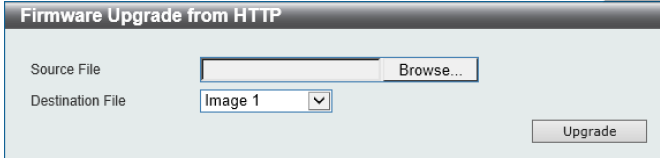 Firmware Upgrade from HTTP
Source File Browse...
Destination File Image 1
Upgrade